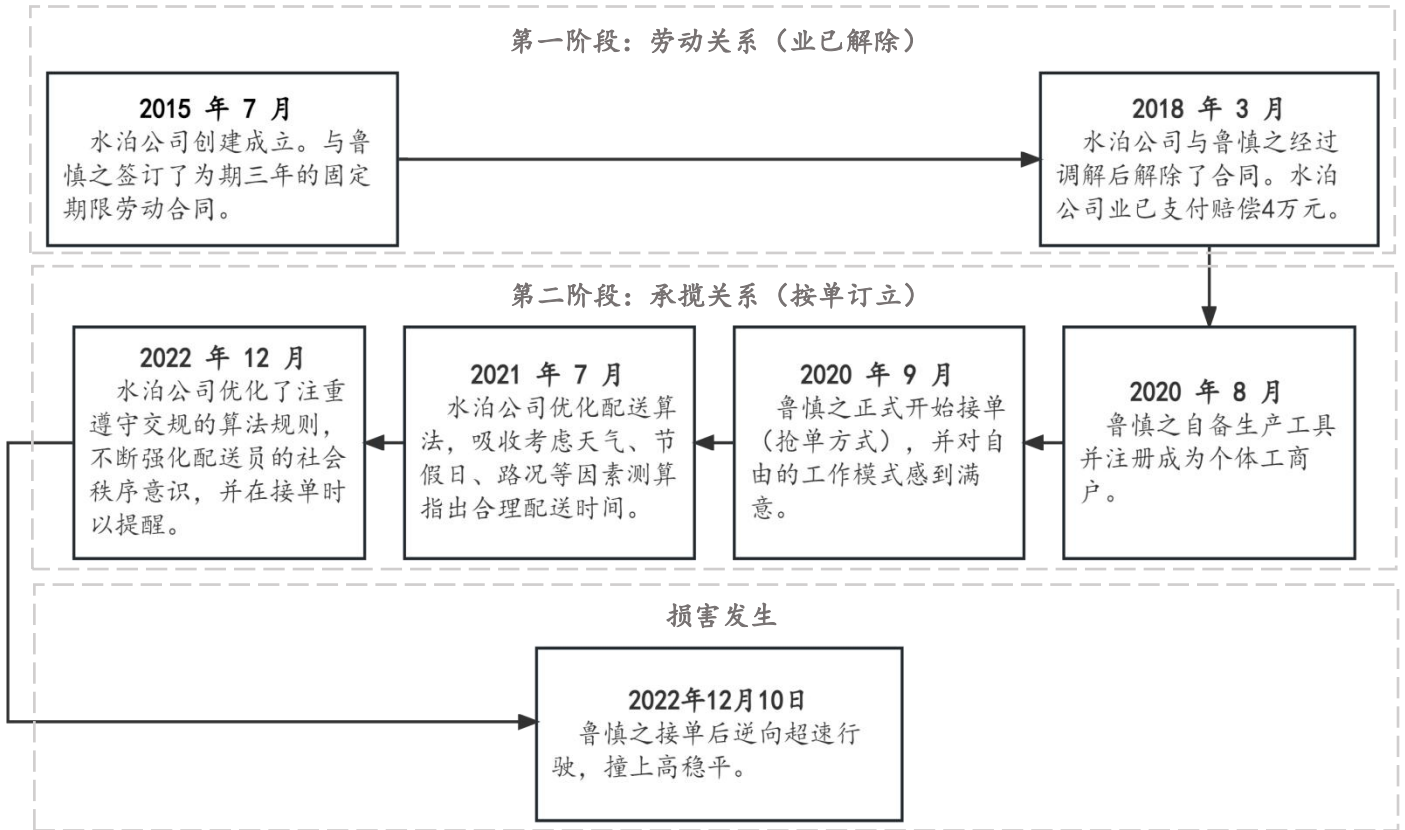 第一阶段：劳动关系（业已解除）
2015 年 7 月
水泊公司创建成立。与鲁
慎之签订了为期三年的固定
期限劳动合同。
2018 年 3 月
水泊公司与鲁慎之经过
调解后解除了合同。水泊
公司业已支付赔偿4万元。
第二阶段：承揽关系（按单订立）
2020 年 8 月
鲁慎之自备生产工具
并注册成为个体工商
户。
2020 年 9 月
鲁慎之正式开始接单
（抢单方式），并对自
由的工作模式感到满
意。
2021 年 7 月
水泊公司优化配送算
法，吸收考虑天气、节
假日、路况等因素测算
指出合理配送时间。
2022 年 12 月
水泊公司优化了注重
遵守交规的算法规则，
不断强化配送员的社会
秩序意识，并在接单时
以提醒。
损害发生
2022年12月10日
鲁慎之接单后逆向超速行
驶，撞上高稳平。